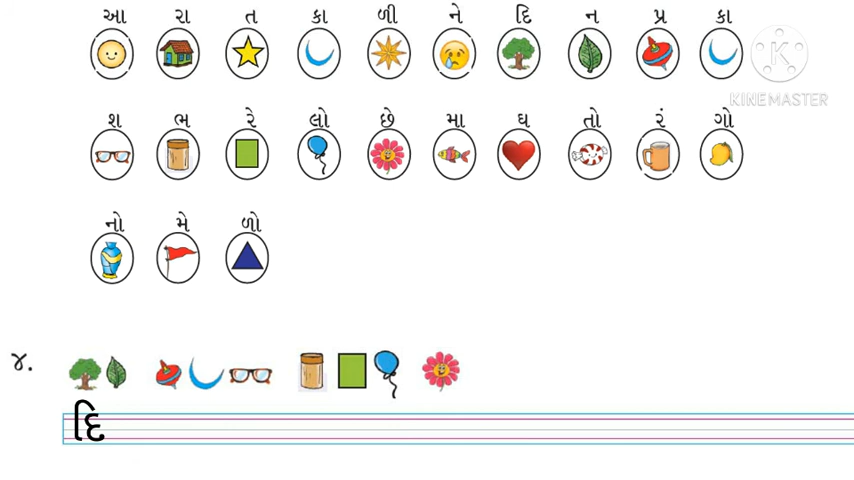 આ રા ત કા ળી ને દિ ન પ્ર કા
K
KINEMASTER
શ ભ રે લો છે મા ઘ તો રં ગો
નો મે ળો
૪.
દિ